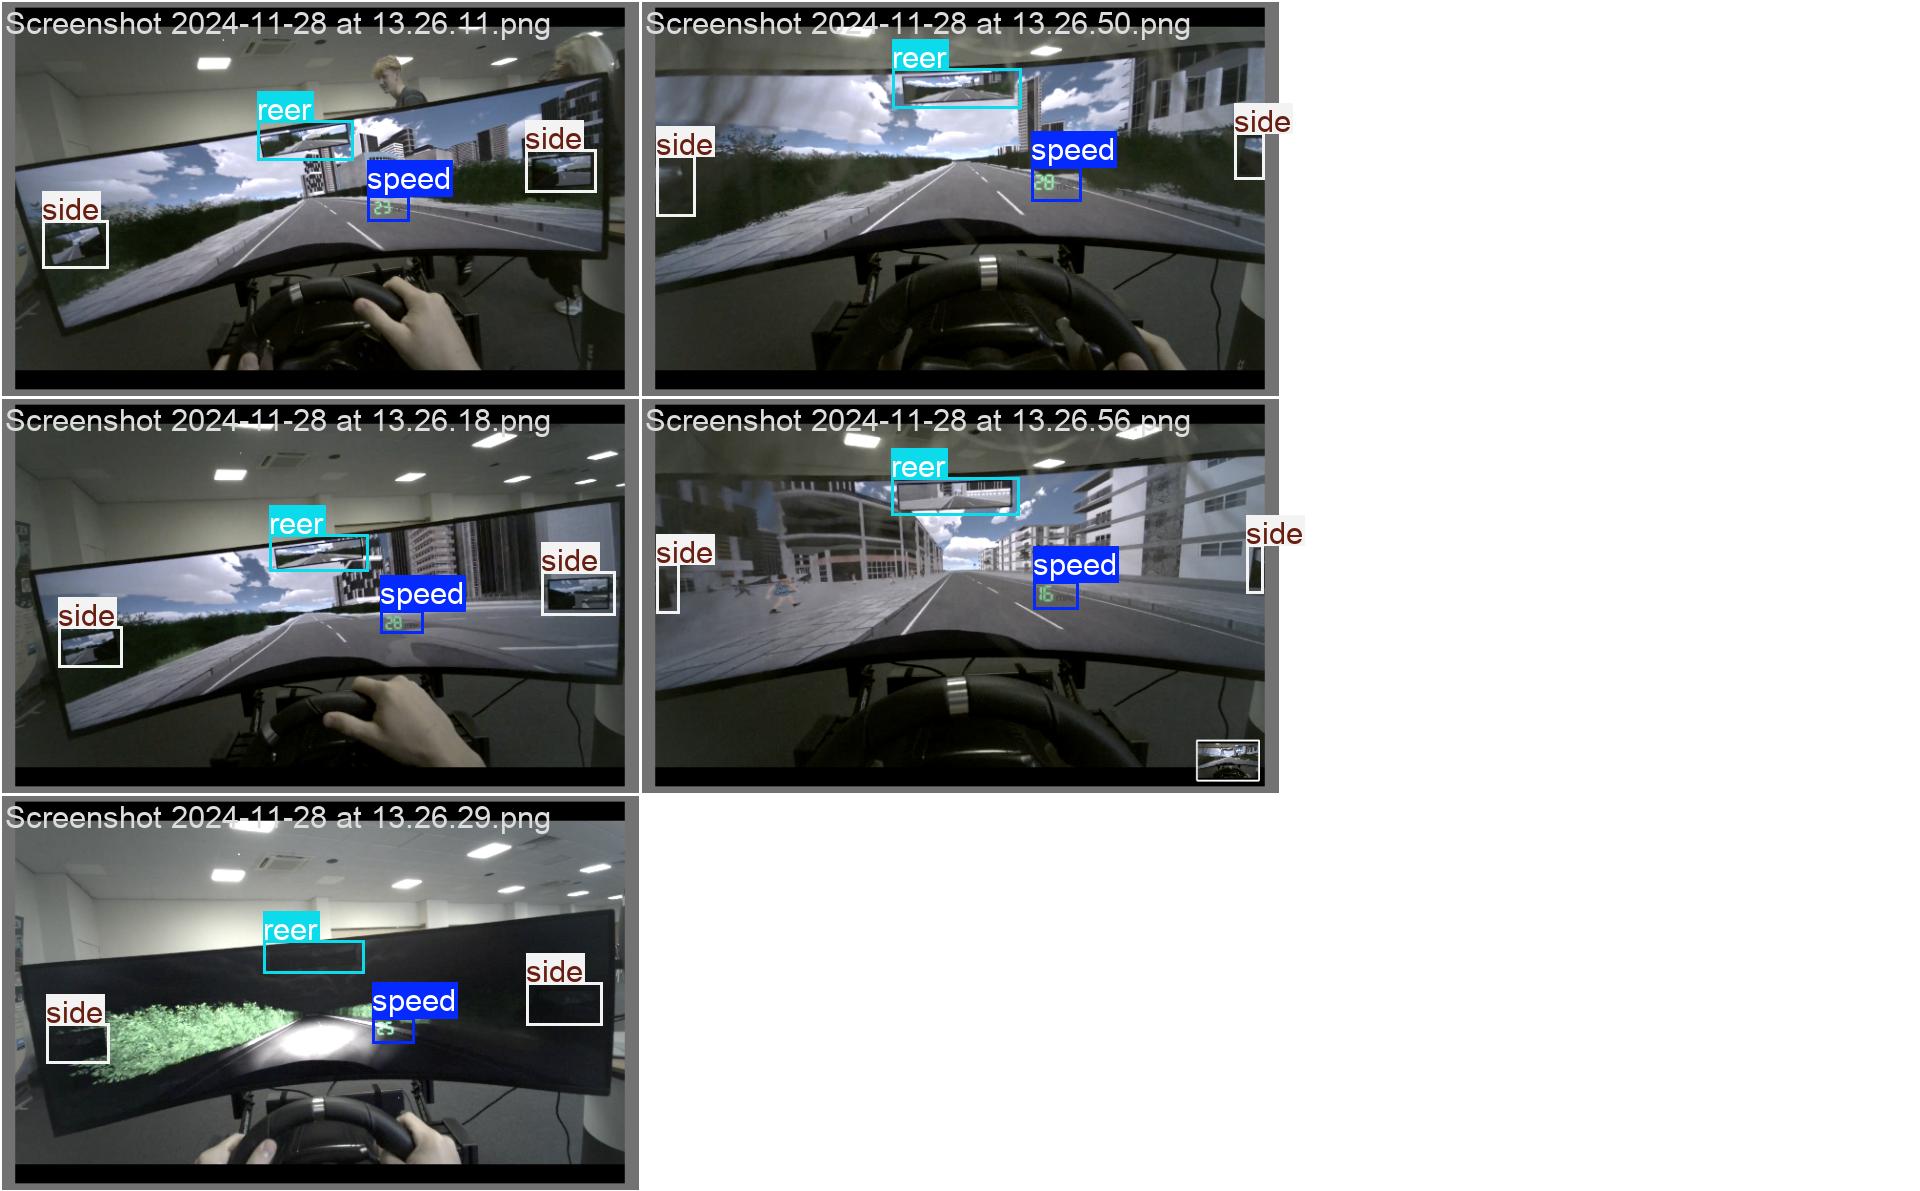 Screenshot 2024-11-28 at 13.26.11.png
reer
side
speed
23
side
Screenshot 2024-11-28 at 13.26.50.png
reer
side
side
speed
28
Screenshot 2024-11-28 at 13.26.18.png
reer
side
speed
28
side
Screenshot 2024-11-28 at 13.26.56.png
reer
side
side
speed
16
Screenshot 2024-11-28 at 13.26.29.png
reer
side
speed
25
side